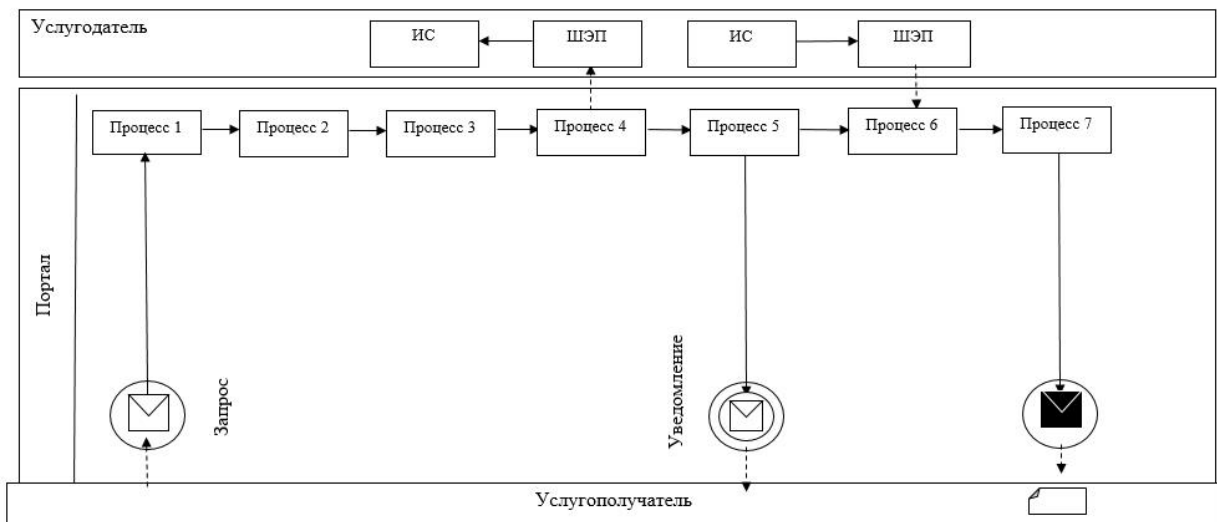 Услугодатель
ИС
ШЭП
ИС
ШЭП
Процесс 1
Процесс 2
Процесс 3
Процесс 4
Процесс 5
Процесс 6
Процесс 7
Портал
Запрос
Уведомление
Услугополучатель